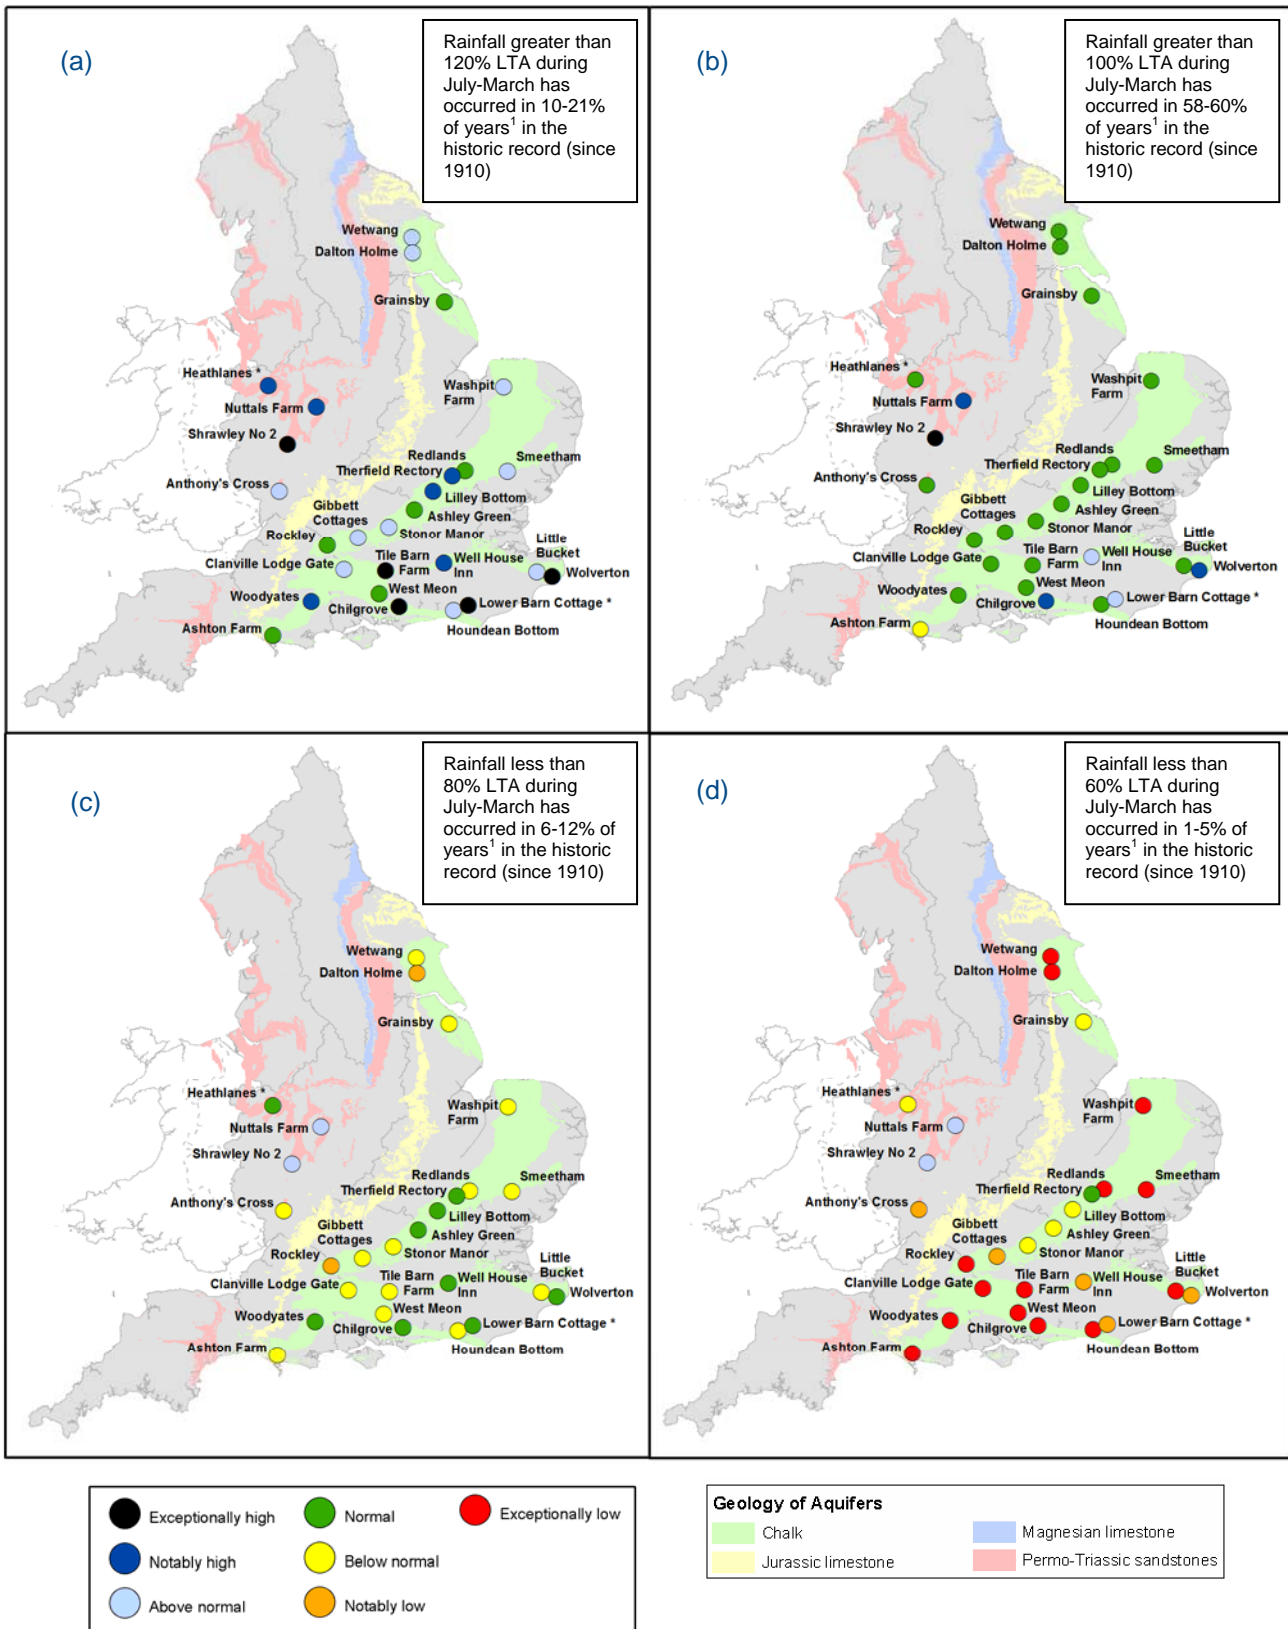 (a)
Rainfall greater than
120% LTA during
July-March has
occurred in 10-21%
of years1 in the
historic record (since
1910)
Wetwang
Dalton Holme
Grainsby
Heathlanes *
Washpit
Farm
Nuttals Farm
Shrawley No 2
Redlands
Smeetham
Therfield Rectory
Anthony's Cross
Lilley Bottom
Gibbett
Cottages
Ashley Green
Stonor Manor
Rockley
Little
Bucket
Tile Barn
Farm
Well House
Inn
Clanville Lodge Gate
Wolverton
West Meon
Woodyates
Chilgrove
Lower Barn Cottage *
Ashton Farm
Houndean Bottom
(b)
Rainfall greater than
100% LTA during
July-March has
occurred in 58-60%
of years1 in the
historic record (since
1910)
Wetwang
Dalton Holme
Grainsby
Heathlanes *
Washpit
Farm
Nuttals Farm
Shrawley No 2
Redlands
Smeetham
Therfield Rectory
Anthony's Cross
Lilley Bottom
Gibbett
Cottages
Ashley Green
Stonor Manor
Rockley
Little
Bucket
Tile Barn
Farm
Well House
Inn
Clanville Lodge Gate
Wolverton
West Meon
Woodyates
Chilgrove
Lower Barn Cottage *
Ashton Farm
Houndean Bottom
(c)
Rainfall less than
80% LTA during
July-March has
occurred in 6-12% of
years1 in the historic
record (since 1910)
Wetwang
Dalton Holme
Grainsby
Heathlanes *
Washpit
Farm
Nuttals Farm
Shrawley No 2
Redlands
Smeetham
Therfield Rectory
Anthony's Cross
Lilley Bottom
Gibbett
Cottages
Ashley Green
Stonor Manor
Rockley
Little
Bucket
Tile Barn
Farm
Well House
Inn
Clanville Lodge Gate
Wolverton
West Meon
Woodyates
Chilgrove
Lower Barn Cottage *
Ashton Farm
Houndean Bottom
(d)
Rainfall less than
60% LTA during
July-March has
occurred in 1-5% of
years1 in the historic
record (since 1910)
Wetwang
Dalton Holme
Grainsby
Heathlanes *
Washpit
Farm
Nuttals Farm
Shrawley No 2
Redlands
Smeetham
Therfield Rectory
Anthony's Cross
Lilley Bottom
Gibbett
Cottages
Ashley Green
Stonor Manor
Rockley
Little
Bucket
Tile Barn
Farm
Well House
Inn
Clanville Lodge Gate
Wolverton
West Meon
Woodyates
Chilgrove
Lower Barn Cottage *
Ashton Farm
Houndean Bottom
Exceptionally high
Normal
Exceptionally low
Notably high
Below normal
Above normal
Notably low
Geology of Aquifers
Chalk
Magnesian limestone
Jurassic limestone
Permo-Triassic sandstones